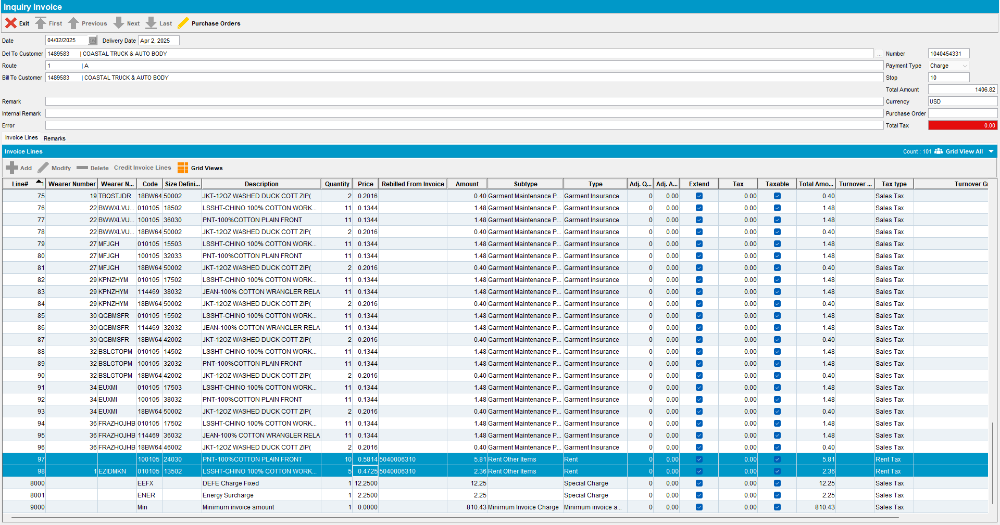 Inquiry Invoice
Exit First Previous Next Last Purchase Orders
Date 04/02/2025 16 Delivery Date Apr 2, 2025
Del To Customer 1489583 | COASTAL TRUCK & AUTO BODY ... Number 1040454331
Route 1 | A Payment Type Charge
Bill To Customer 1489583 | COASTAL TRUCK & AUTO BODY Stop 10
Total Amount 1406.82
Remark Currency USD
Internal Remark Purchase Order
Error Total Tax 0.00
Invoice Lines Remarks
Invoice Lines Count : 101 Grid View All
Add Modify Delete Credit Invoice Lines Grid Views
Line# 1 Wearer Number Wearer N... Code Size Defini... Description Quantity Price Rebilled From Invoice Amount Subtype Type Adj. Q... Adj. A... Extend Tax Taxable Total Amo... Turnover ... Tax type Turnover Gr
75 19 TBQSTJDR 18BW64 50002 JKT-12OZ WASHED DUCK COTT ZIP( 2 0.2016 0.40 Garment Maintenance P... Garment Insurance 0 0.00 0.00 0.40 Sales Tax
76 22 BWWXLVU... 010105 18502 LSSHT-CHINO 100% COTTON WORK... 11 0.1344 1.48 Garment Maintenance P... Garment Insurance 0 0.00 0.00 1.48 Sales Tax
77 22 BWWXLVU... 100105 36030 PNT-100%COTTON PLAIN FRONT 11 0.1344 1.48 Garment Maintenance P... Garment Insurance 0 0.00 0.00 1.48 Sales Tax
78 22 BWWXLVU... 18BW64 50002 JKT-12OZ WASHED DUCK COTT ZIP( 2 0.2016 0.40 Garment Maintenance P... Garment Insurance 0 0.00 0.00 0.40 Sales Tax
79 27 MFJGH 010105 15503 LSSHT-CHINO 100% COTTON WORK... 11 0.1344 1.48 Garment Maintenance P... Garment Insurance 0 0.00 0.00 1.48 Sales Tax
80 27 MFJGH 100105 32033 PNT-100%COTTON PLAIN FRONT 11 0.1344 1.48 Garment Maintenance P... Garment Insurance 0 0.00 0.00 1.48 Sales Tax
81 27 MFJGH 18BW64 50002 JKT-12OZ WASHED DUCK COTT ZIP( 2 0.2016 0.40 Garment Maintenance P... Garment Insurance 0 0.00 0.00 0.40 Sales Tax
82 29 KPNZHYM 010105 17502 LSSHT-CHINO 100% COTTON WORK... 11 0.1344 1.48 Garment Maintenance P... Garment Insurance 0 0.00 0.00 1.48 Sales Tax
83 29 KPNZHYM 114469 38032 JEAN-100% COTTON WRANGLER RELA 11 0.1344 1.48 Garment Maintenance P... Garment Insurance 0 0.00 0.00 1.48 Sales Tax
84 29 KPNZHYM 18BW64 50002 JKT-12OZ WASHED DUCK COTT ZIP( 2 0.2016 0.40 Garment Maintenance P... Garment Insurance 0 0.00 0.00 0.40 Sales Tax
85 30 QGBMSFR 010105 15502 LSSHT-CHINO 100% COTTON WORK... 11 0.1344 1.48 Garment Maintenance P... Garment Insurance 0 0.00 0.00 1.48 Sales Tax
86 30 QGBMSFR 114469 32032 JEAN-100% COTTON WRANGLER RELA 11 0.1344 1.48 Garment Maintenance P... Garment Insurance 0 0.00 0.00 1.48 Sales Tax
87 30 QGBMSFR 18BW64 42002 JKT-12OZ WASHED DUCK COTT ZIP( 2 0.2016 0.40 Garment Maintenance P... Garment Insurance 0 0.00 0.00 0.40 Sales Tax
88 32 BSLGTOPM 010105 14502 LSSHT-CHINO 100% COTTON WORK... 11 0.1344 1.48 Garment Maintenance P... Garment Insurance 0 0.00 0.00 1.48 Sales Tax
89 32 BSLGTOPM 100105 32032 PNT-100%COTTON PLAIN FRONT 11 0.1344 1.48 Garment Maintenance P... Garment Insurance 0 0.00 0.00 1.48 Sales Tax
90 32 BSLGTOPM 18BW64 42002 JKT-12OZ WASHED DUCK COTT ZIP( 2 0.2016 0.40 Garment Maintenance P... Garment Insurance 0 0.00 0.00 0.40 Sales Tax
91 34 EUXMI 010105 17503 LSSHT-CHINO 100% COTTON WORK... 11 0.1344 1.48 Garment Maintenance P... Garment Insurance 0 0.00 0.00 1.48 Sales Tax
92 34 EUXMI 100105 38032 PNT-100%COTTON PLAIN FRONT 11 0.1344 1.48 Garment Maintenance P... Garment Insurance 0 0.00 0.00 1.48 Sales Tax
93 34 EUXMI 18BW64 50002 JKT-12OZ WASHED DUCK COTT ZIP( 2 0.2016 0.40 Garment Maintenance P... Garment Insurance 0 0.00 0.00 0.40 Sales Tax
94 36 FRAZHOJHB 010105 17502 LSSHT-CHINO 100% COTTON WORK... 11 0.1344 1.48 Garment Maintenance P... Garment Insurance 0 0.00 0.00 1.48 Sales Tax
95 36 FRAZHOJHB 114469 36032 JEAN-100% COTTON WRANGLER RELA 11 0.1344 1.48 Garment Maintenance P... Garment Insurance 0 0.00 0.00 1.48 Sales Tax
96 36 FRAZHOJHB 18BW64 46002 JKT-12OZ WASHED DUCK COTT ZIP( 2 0.2016 0.40 Garment Maintenance P... Garment Insurance 0 0.00 0.00 0.40 Sales Tax
97 100105 24030 PNT-100%COTTON PLAIN FRONT 10 0.5814 5040006310 5.81 Rent Other Items Rent 0 0.00 0.00 5.81 Rent Tax
98 1 EZIDMKN 010105 13502 LSSHT-CHINO 100% COTTON WORK... 5 0.4725 5040006310 2.36 Rent Other Items Rent 0 0.00 0.00 2.36 Rent Tax
8000 EEFX DEFE Charge Fixed 1 12.2500 12.25 Special Charge 0 0.00 0.00 12.25 Sales Tax
8001 ENER Energy Surcharge 1 2.2500 2.25 Special Charge 0 0.00 0.00 2.25 Sales Tax
9000 Min Minimum invoice amount 1 0.0000 810.43 Minimum Invoice Charge Minimum invoice a... 0 0.00 0.00 810.43 Sales Tax